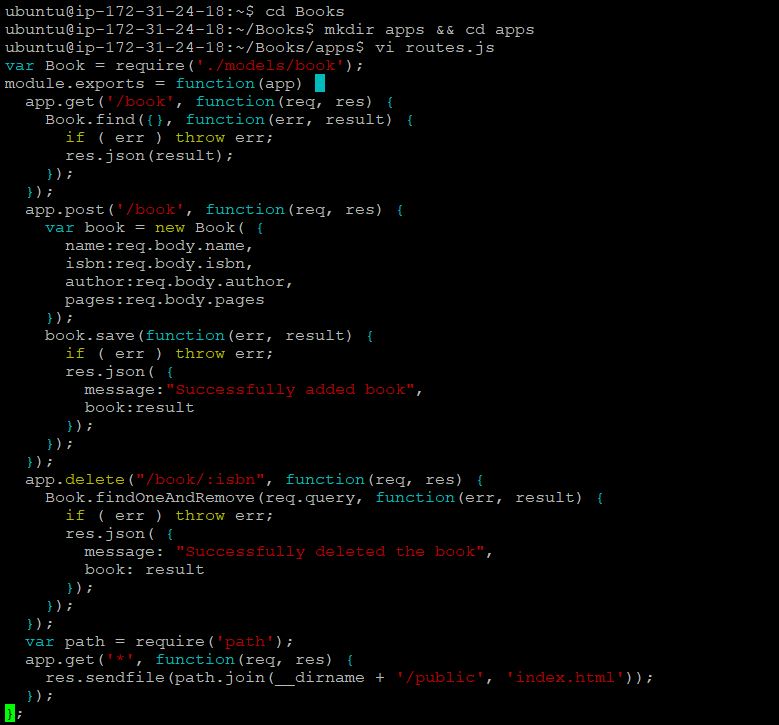 ubuntu@ip-172-31-24-18:~$ cd Books
ubuntu@ip-172-31-24-18:~/Books$ mkdir apps && cd apps
ubuntu@ip-172-31-24-18:~/Books/apps$ vi routes.js
var Book = require('./models/book');
module.exports = function(app) 
  app.get('/book', function(req, res) {
    Book.find({}, function(err, result) {
      if ( err ) throw err;
      res.json(result);
    });
  });
  app.post('/book', function(req, res) {
    var book = new Book( {
      name:req.body.name,
      isbn:req.body.isbn,
      author:req.body.author,
      pages:req.body.pages
    });
    book.save(function(err, result) {
      if ( err ) throw err;
      res.json( {
        message:"Successfully added book",
        book:result
      });
    });
  });
  app.delete("/book/:isbn", function(req, res) {
    Book.findOneAndRemove(req.query, function(err, result) {
      if ( err ) throw err;
      res.json( {
        message: "Successfully deleted the book",
        book: result
      });
    });
  });
  var path = require('path');
  app.get('*', function(req, res) {
    res.sendfile(path.join(__dirname + '/public', 'index.html'));
  });
};